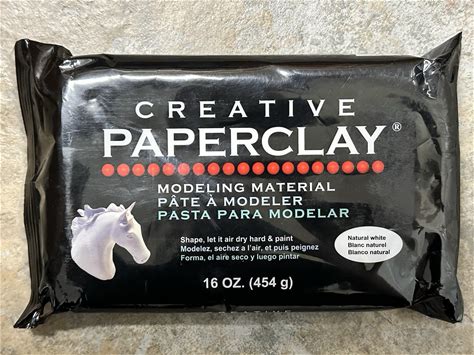 CREATIVE
PAPERCLAY®
MODELING MATERIAL
PÂTE À MODELER
PASTA PARA MODELAR
Shape, let it air dry hard & paint
Modelez, sechez a l'air, et puis peignez
Forma, el aire seco y luego pintar
Natural white
Blanc naturel
Blanco natural
16 OZ. (454 g)